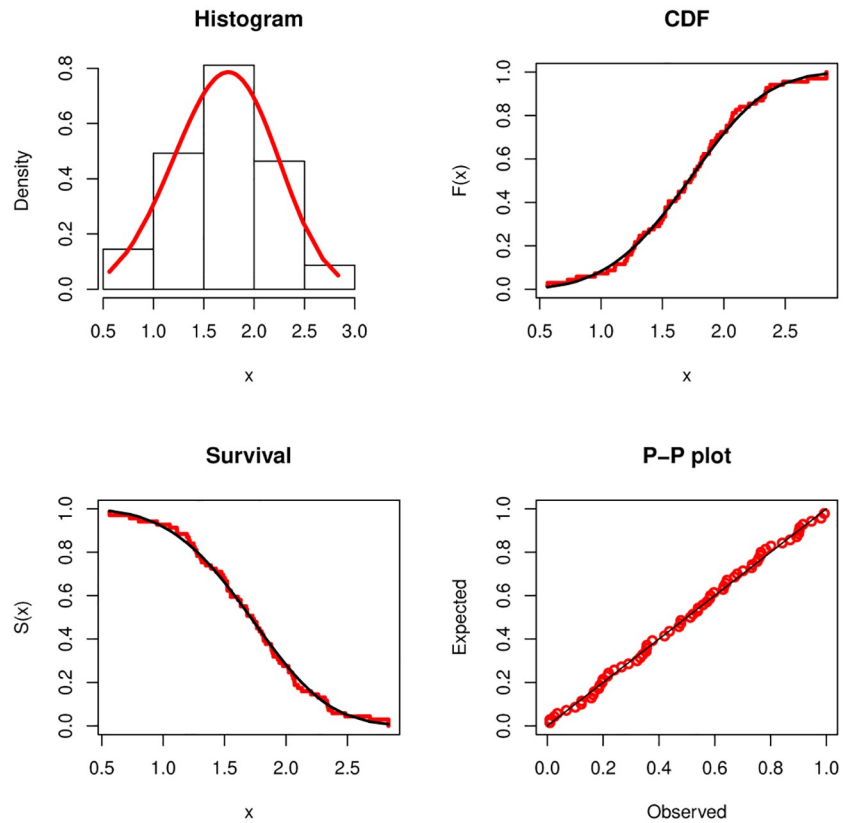 Histogram
Density
0.0 0.2 0.4 0.6 0.8
0.5 1.0 1.5 2.0 2.5 3.0
x
CDF
F(x)
0.0 0.2 0.4 0.6 0.8 1.0
0.5 1.0 1.5 2.0 2.5
x
Survival
S(x)
0.0 0.2 0.4 0.6 0.8 1.0
0.5 1.0 1.5 2.0 2.5
x
P−P plot
Expected
0.0 0.2 0.4 0.6 0.8 1.0
0.0 0.2 0.4 0.6 0.8 1.0
Observed